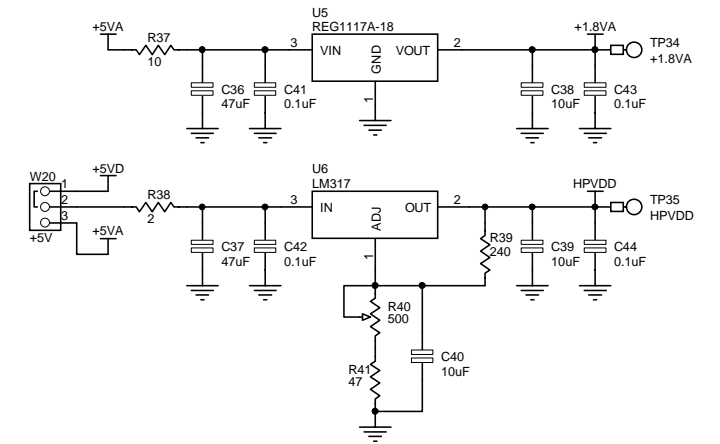 +5VA
R37
10
C36
47uF
C41
0.1uF
U5
REG1117A-18
3
VIN
GND
VOUT
2
1
C38
10uF
+1.8VA
C43
0.1uF
TP34
+1.8VA
W20
1
2
3
+5V
+5VD
+5VA
R38
2
C37
47uF
C42
0.1uF
U6
LM317
3
IN
ADJ
OUT
2
1
R39
240
C39
10uF
HPVDD
C44
0.1uF
TP35
HPVDD
R40
500
R41
47
C40
10uF